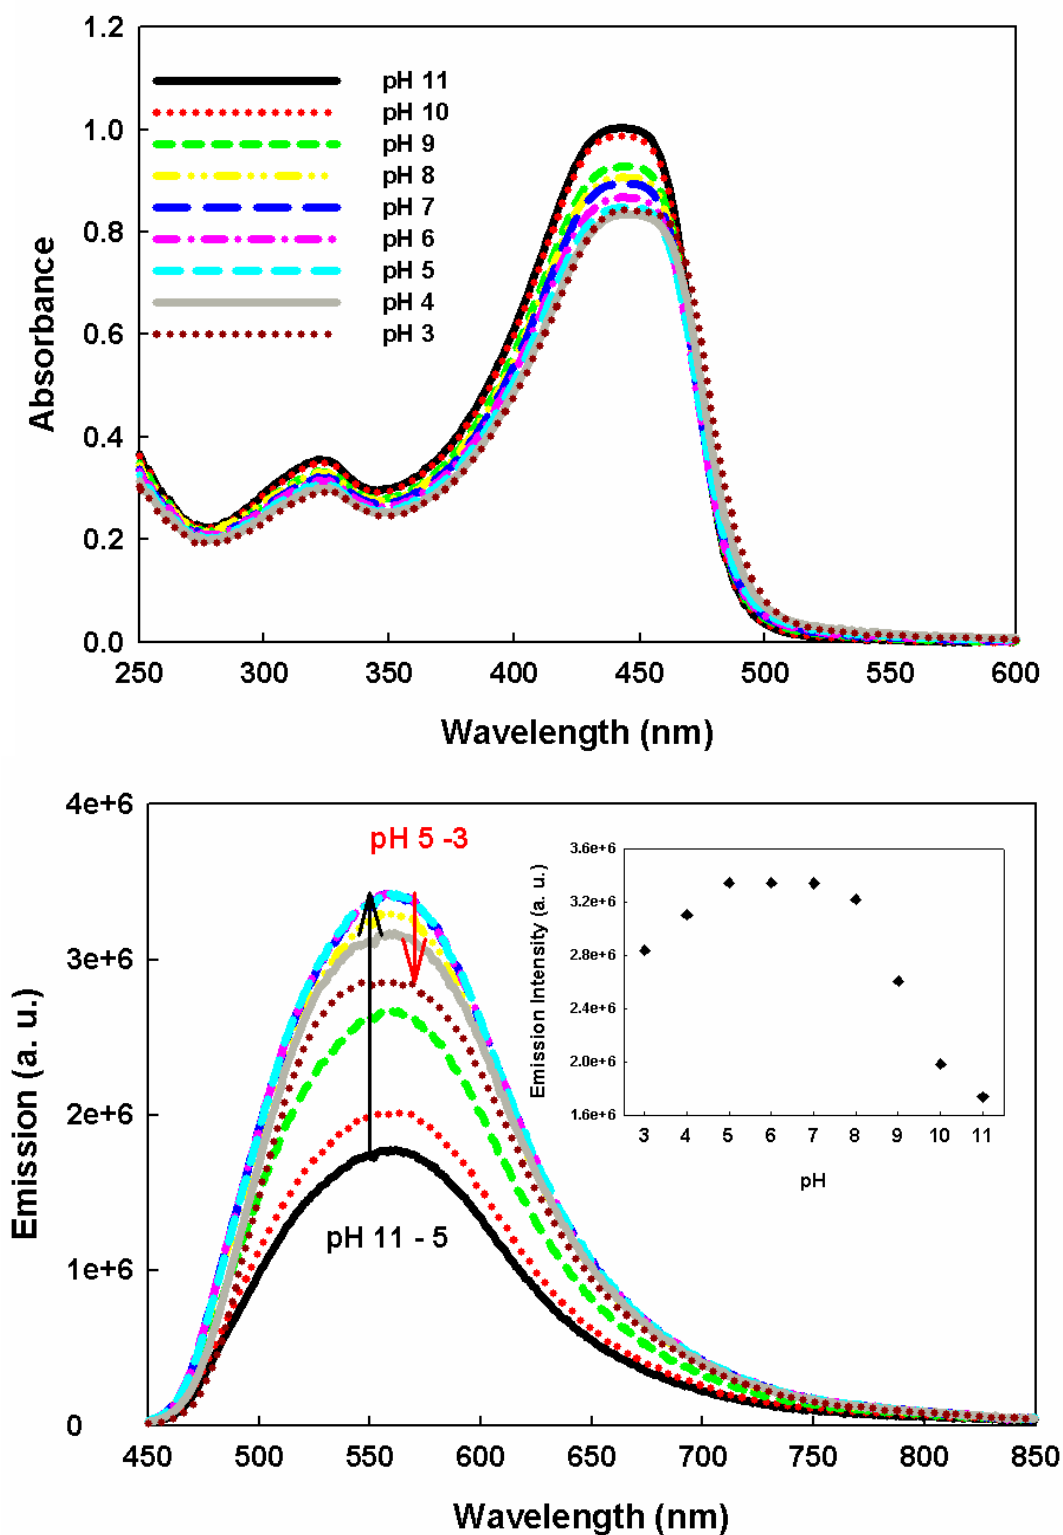 1.2
1.0
0.8
0.6
0.4
0.2
0.0
Absorbance
pH 11
pH 10
pH 9
pH 8
pH 7
pH 6
pH 5
pH 4
pH 3
250 300 350 400 450 500 550 600
Wavelength (nm)
4e+6
3e+6
2e+6
1e+6
0
Emission (a. u.)
pH 5 -3
pH 11 - 5
3.6e+6
3.2e+6
2.8e+6
2.4e+6
2.0e+6
1.6e+6
Emission Intensity (a. u.)
3 4 5 6 7 8 9 10 11
pH
450 500 550 600 650 700 750 800 850
Wavelength (nm)